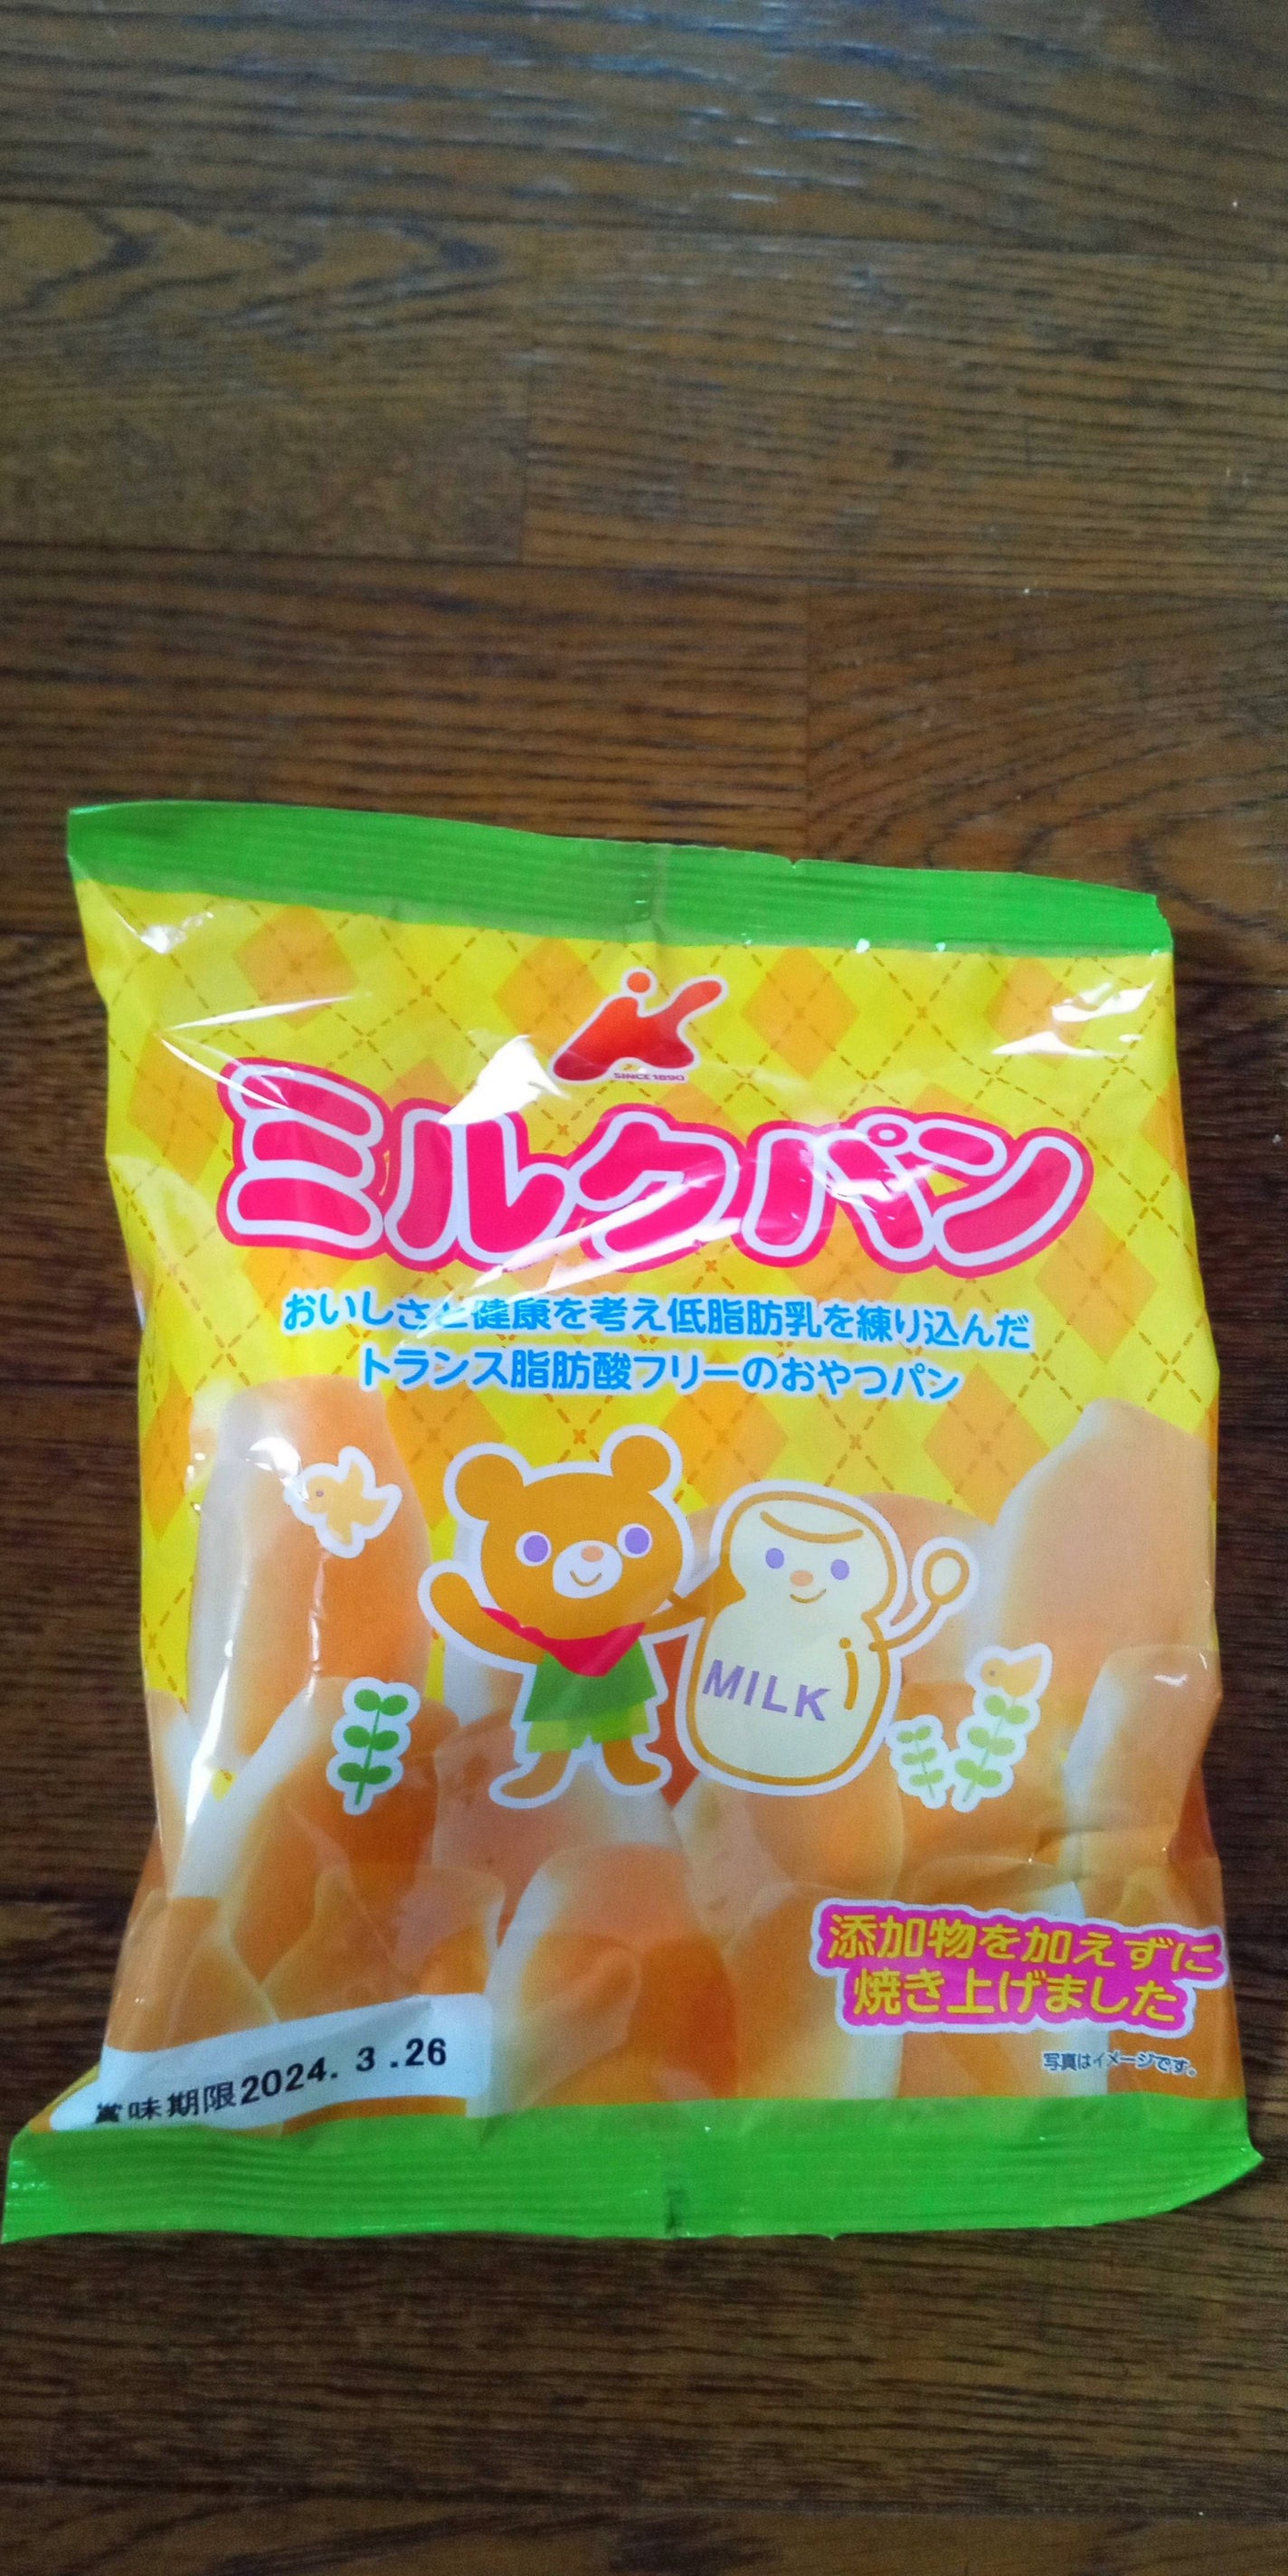 SINCE 1890
ミルクパン
おいしさと健康を考え低脂肪乳を練り込んだ
トランス脂肪酸フリーのおやつパン
MILK
添加物を加えずに
焼き上げました
写真はイメージです。
賞味期限2024. 3 .26